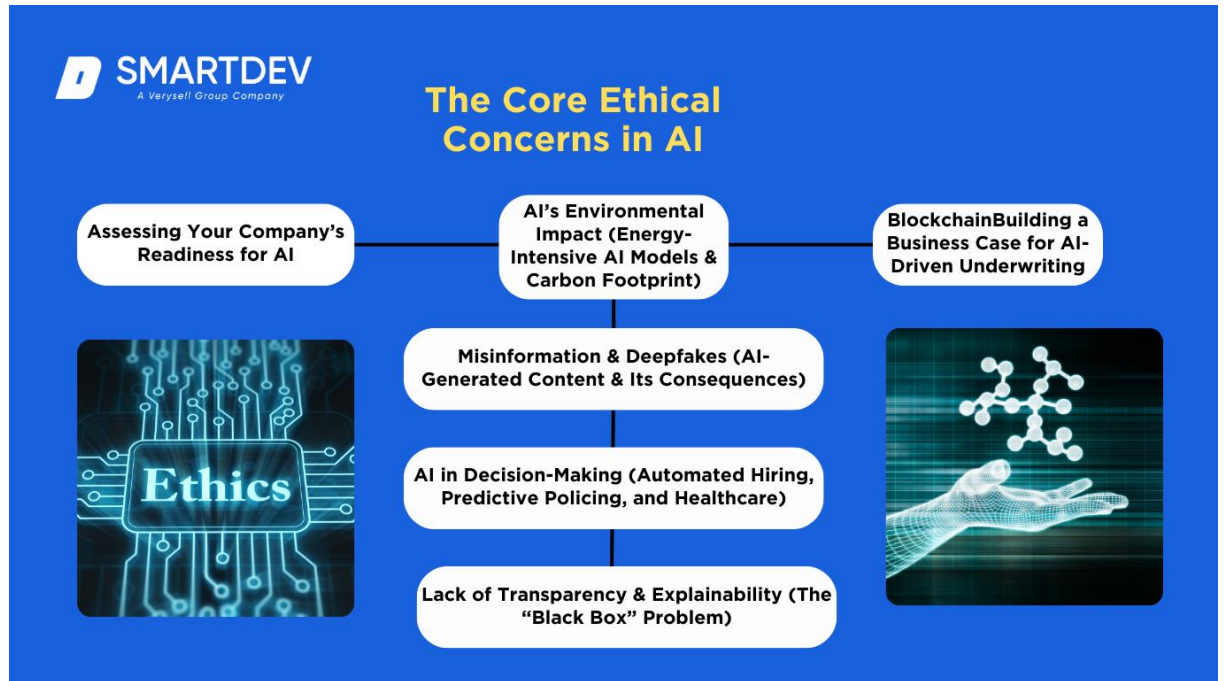 SMARTDEV
A Verysell Group Company
The Core Ethical
Concerns in AI
Assessing Your Company's
Readiness for AI
AI's Environmental
Impact (Energy-
Intensive AI Models &
Carbon Footprint)
BlockchainBuilding a
Business Case for AI-
Driven Underwriting
Misinformation & Deepfakes (AI-
Generated Content & Its Consequences)
AI in Decision-Making (Automated Hiring,
Predictive Policing, and Healthcare)
Lack of Transparency & Explainability (The
“Black Box” Problem)
Ethics